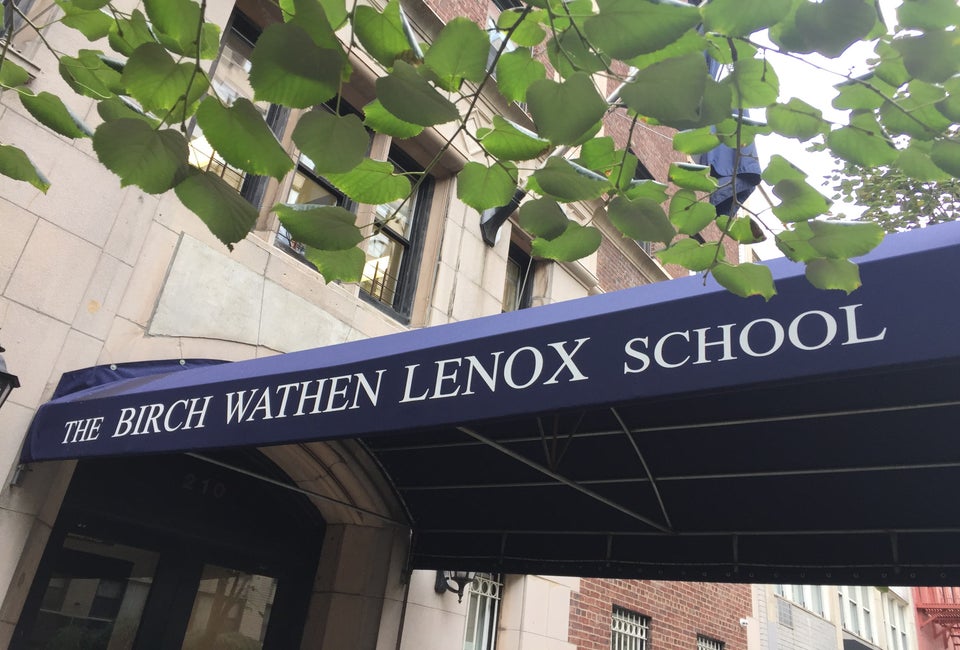 THE BIRCH WATHEN LENOX SCHOOL
210